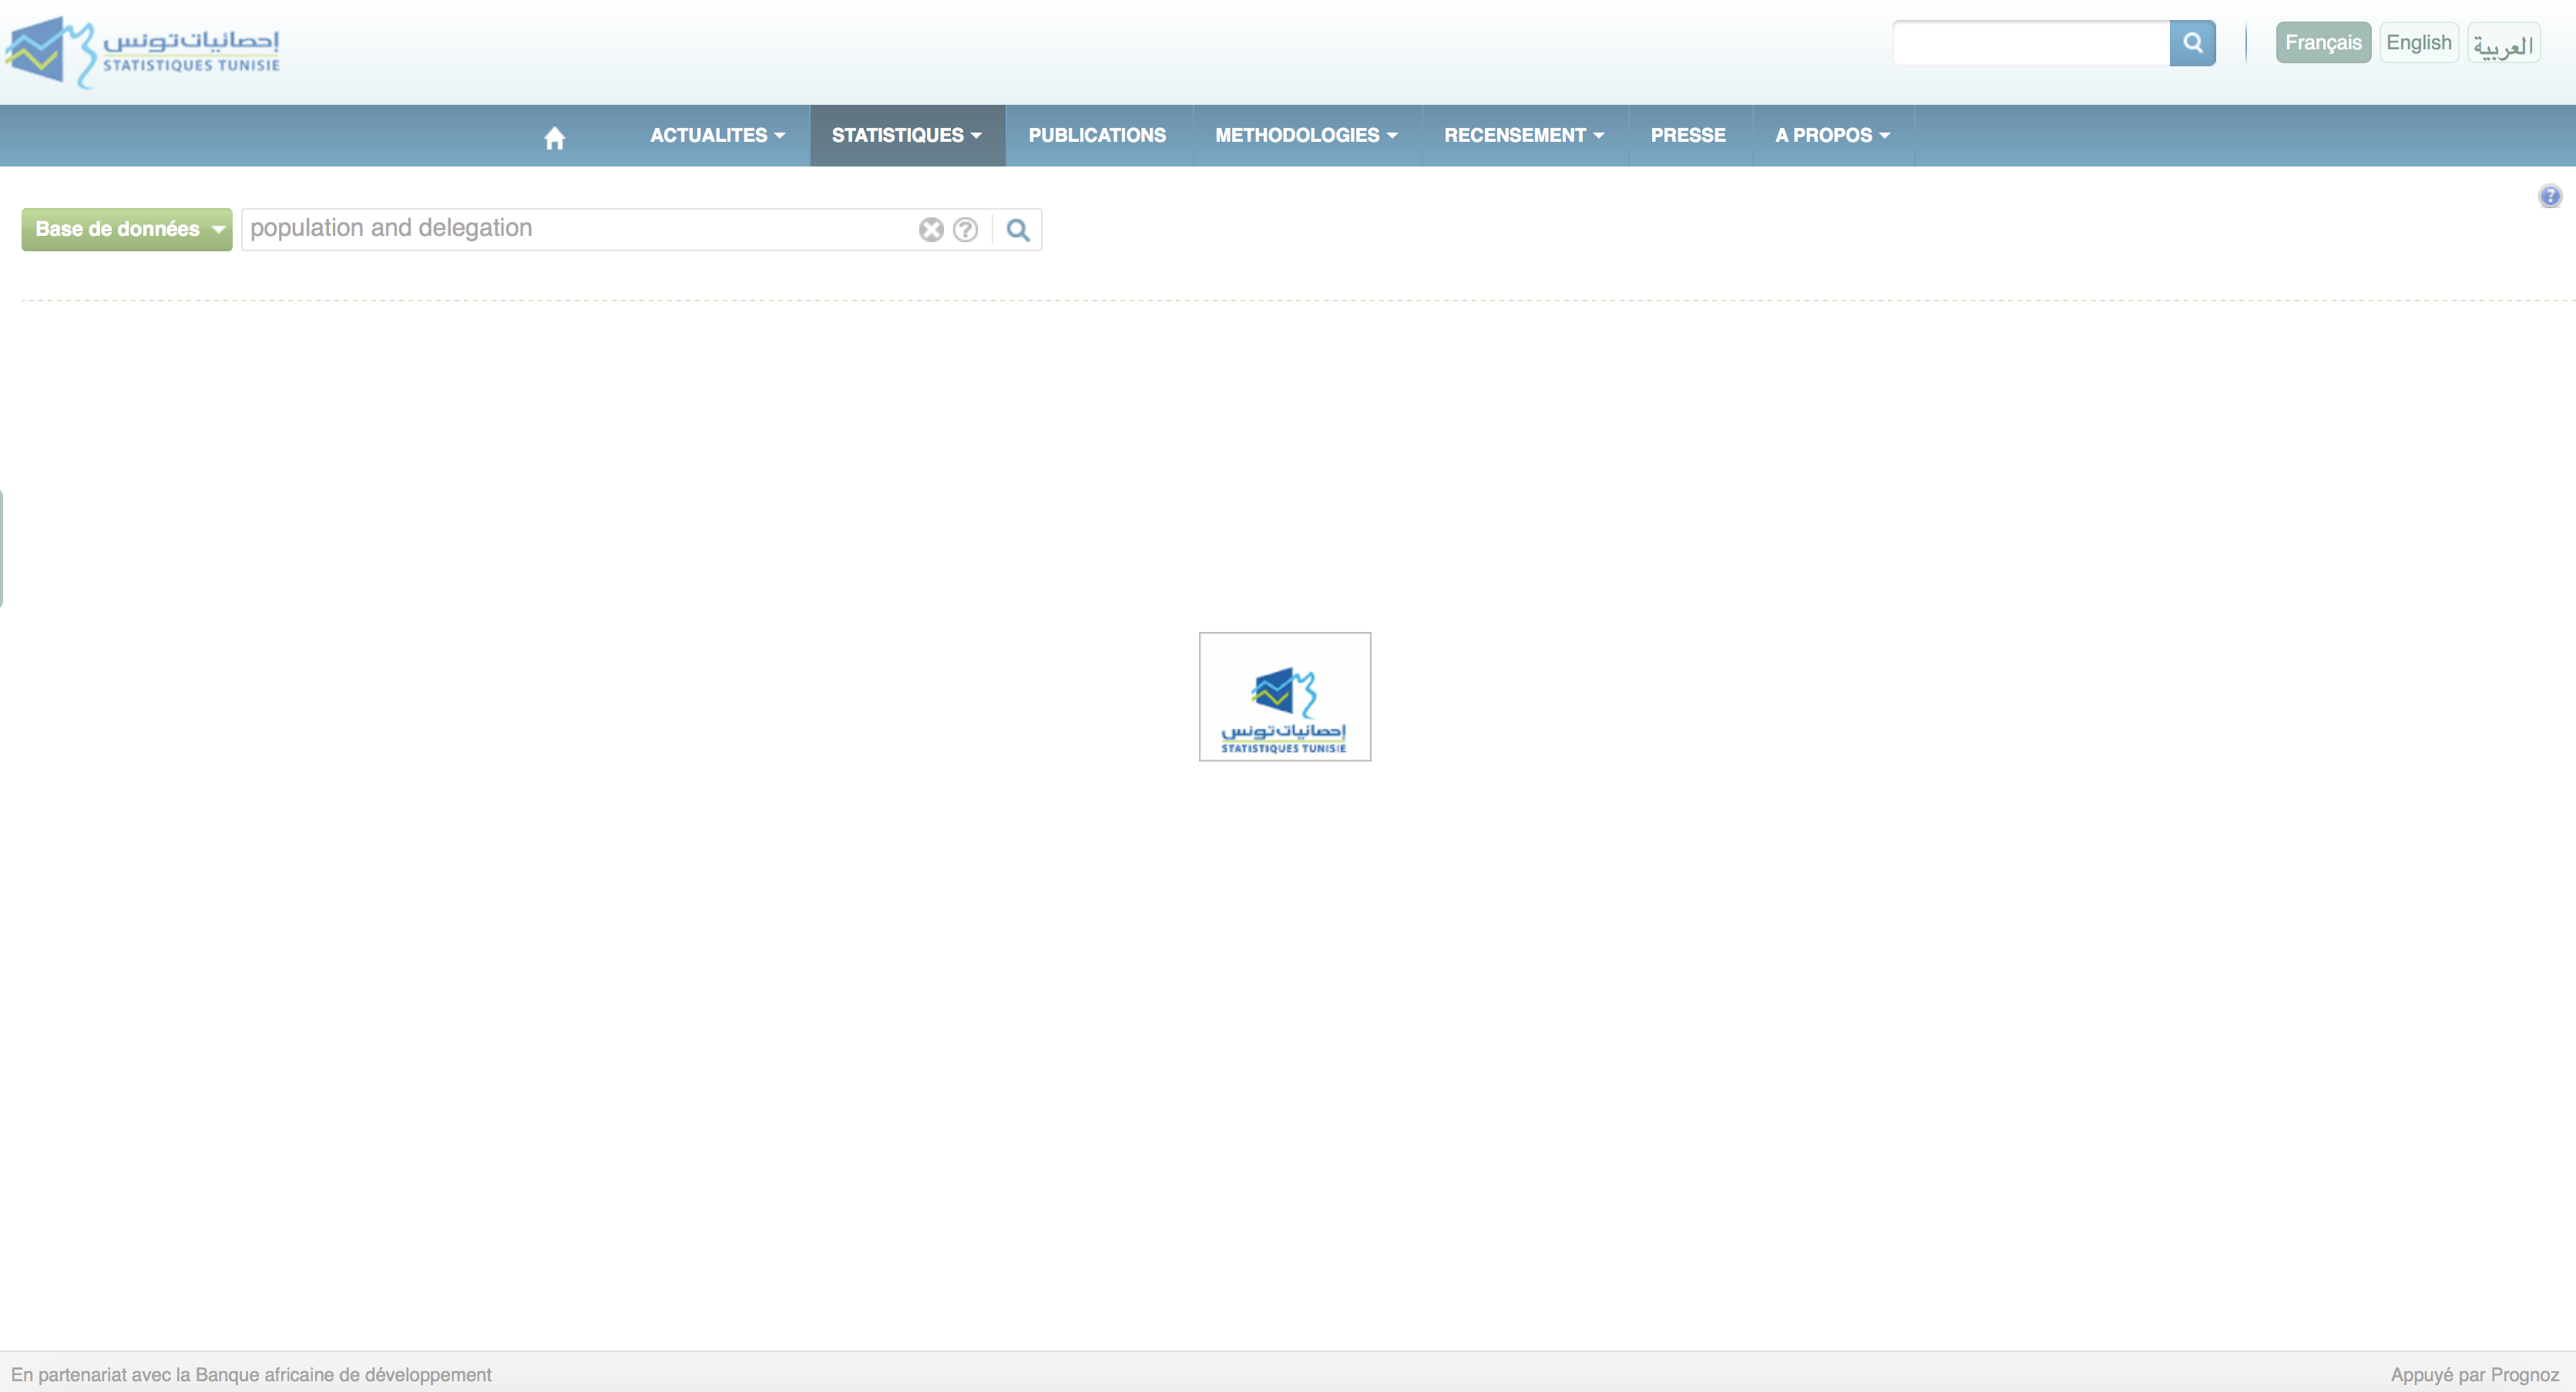 إحصائيات تونس
STATISTIQUES TUNISIE
Français English العربية
ACTUALITES STATISTIQUES PUBLICATIONS METHODOLOGIES RECENSEMENT PRESSE A PROPOS
Base de données population and delegation
إحصائيات تونس
STATISTIQUES TUNISIE
En partenariat avec la Banque africaine de développement
Appuyé par Prognoz